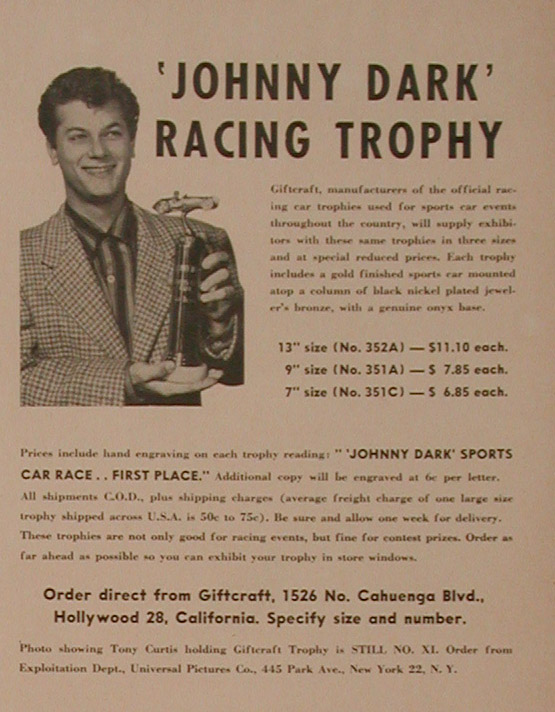 'JOHNNY DARK'
RACING TROPHY
Giftcraft, manufacturers of the official rac-
ing car trophies used for sports car events
throughout the country, will supply exhibi-
tors with these same trophies in three sizes
and at special reduced prices. Each trophy
includes a gold finished sports car mounted
atop a column of black nickel plated jewel-
er's bronze, with a genuine onyx base.
13" size (No. 352A) — $11.10 each.
9" size (No. 351A) — $ 7.85 each.
7" size (No. 351C) — $ 6.85 each.
Prices include hand engraving on each trophy reading: " 'JOHNNY DARK' SPORTS
CAR RACE . . FIRST PLACE." Additional copy will be engraved at 6c per letter.
All shipments C.O.D., plus shipping charges (average freight charge of one large size
trophy shipped across U.S.A. is 50c to 75c). Be sure and allow one week for delivery.
These trophies are not only good for racing events, but fine for contest prizes. Order as
far ahead as possible so you can exhibit your trophy in store windows.
Order direct from Giftcraft, 1526 No. Cahuenga Blvd.,
Hollywood 28, California. Specify size and number.
Photo showing Tony Curtis holding Giftcraft Trophy is STILL NO. XI. Order from
Exploitation Dept., Universal Pictures Co., 445 Park Ave., New York 22, N. Y.